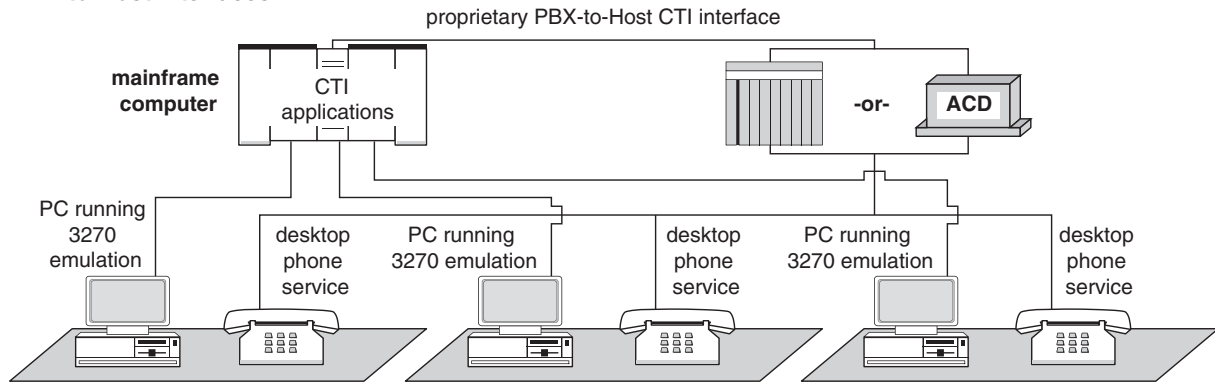 proprietary PBX-to-Host CTI interface
mainframe
computer
CTI
applications
-or-
ACD
PC running
3270
emulation
desktop
phone
service
PC running
3270 emulation
desktop
phone
service
PC running
3270 emulation
desktop
phone
service